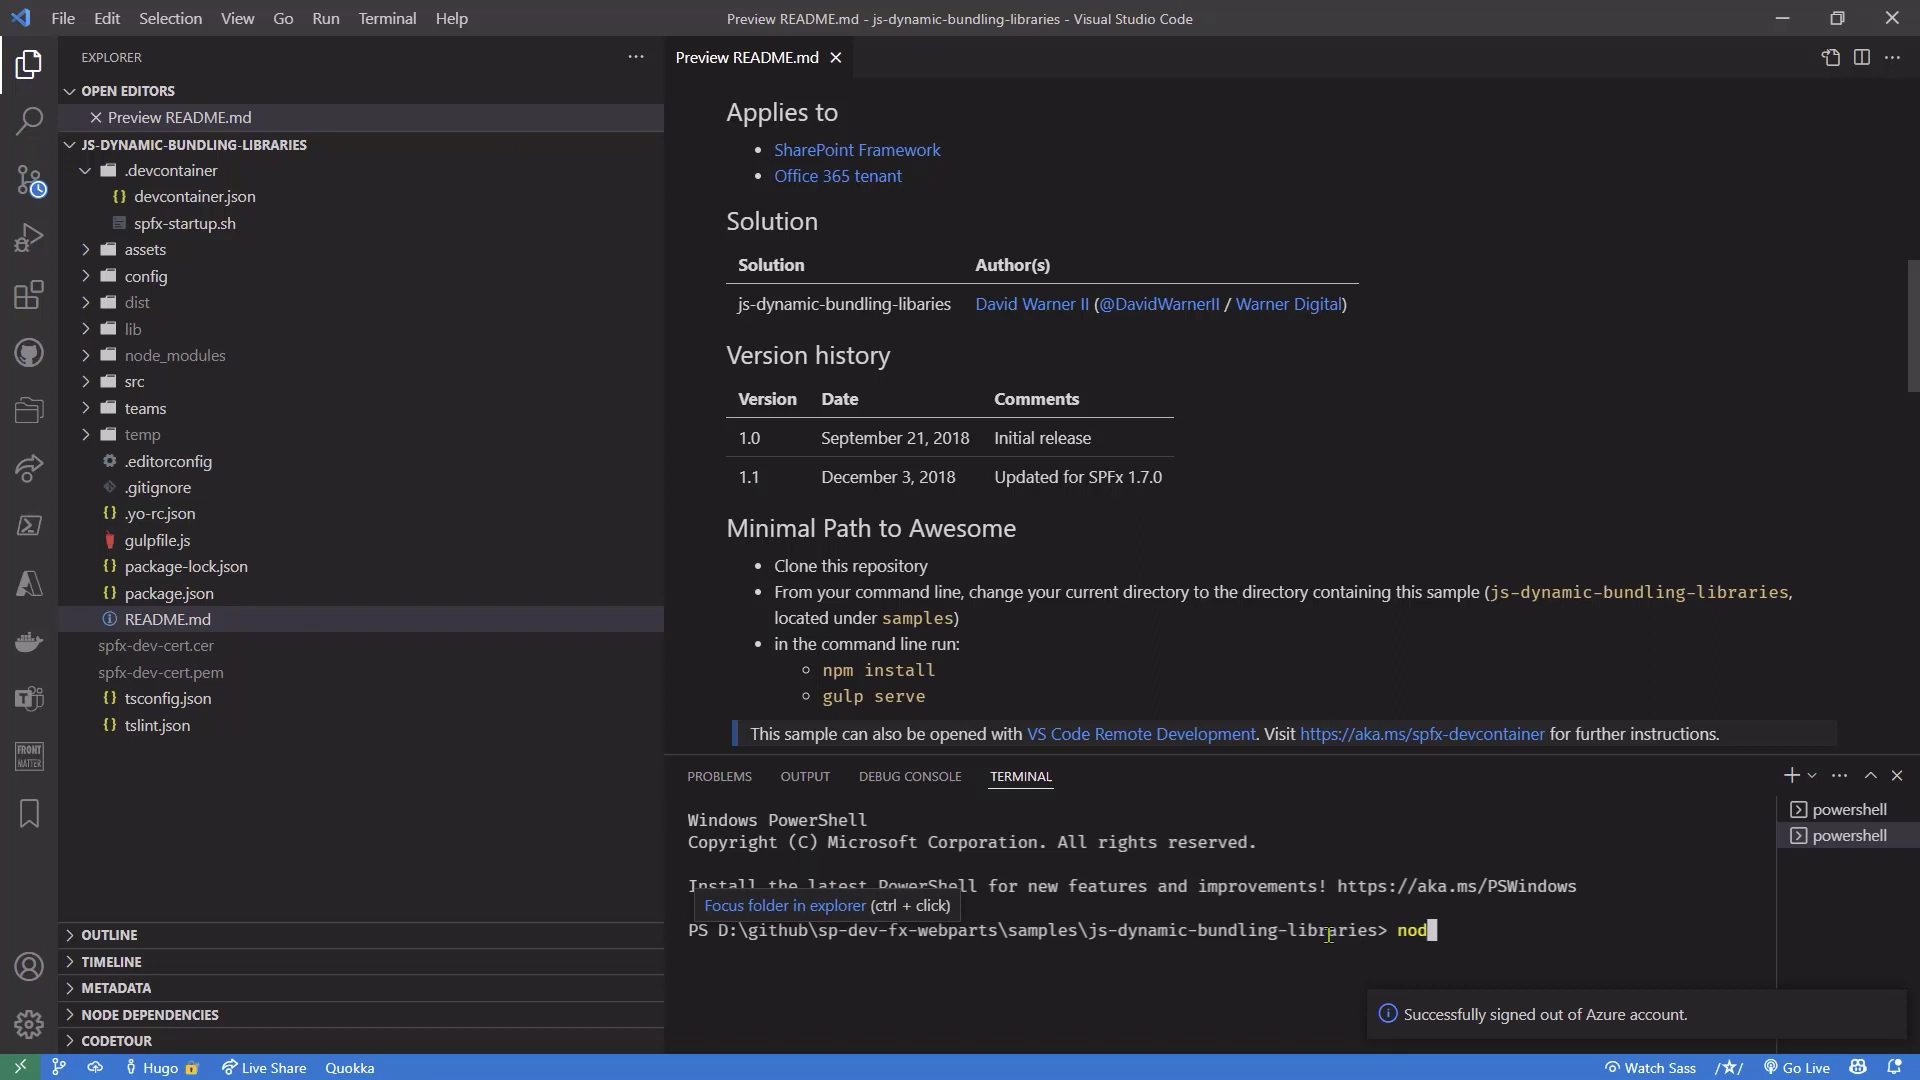 File Edit Selection View Go Run Terminal Help
Preview README.md - js-dynamic-bundling-libraries - Visual Studio Code
EXPLORER
OPEN EDITORS
Preview README.md
JS-DYNAMIC-BUNDLING-LIBRARIES
.devcontainer
{} devcontainer.json
spfx-startup.sh
assets
config
dist
lib
node_modules
src
teams
temp
.editorconfig
.gitignore
{} .yo-rc.json
gulpfile.js
{} package-lock.json
{} package.json
README.md
spfx-dev-cert.cer
spfx-dev-cert.pem
{} tsconfig.json
{} tslint.json
OUTLINE
TIMELINE
METADATA
NODE DEPENDENCIES
CODETOUR
FRONT
MATTER
Preview README.md
Applies to
• SharePoint Framework
• Office 365 tenant
Solution
Solution Author(s)
js-dynamic-bundling-libaries David Warner II (@DavidWarnerII / Warner Digital)
Version history
Version Date Comments
1.0 September 21, 2018 Initial release
1.1 December 3, 2018 Updated for SPFx 1.7.0
Minimal Path to Awesome
• Clone this repository
• From your command line, change your current directory to the directory containing this sample (js-dynamic-bundling-libraries,
located under samples)
• in the command line run:
◦ npm install
◦ gulp serve
This sample can also be opened with VS Code Remote Development. Visit https://aka.ms/spfx-devcontainer for further instructions.
PROBLEMS OUTPUT DEBUG CONSOLE TERMINAL
powershell
powershell
Windows PowerShell
Copyright (C) Microsoft Corporation. All rights reserved.
Install the latest PowerShell for new features and improvements! https://aka.ms/PSWindows
Focus folder in explorer (ctrl + click)
PS D:\github\sp-dev-fx-webparts\samples\js-dynamic-bundling-libraries> nod
Successfully signed out of Azure account.
Hugo Live Share Quokka
Watch Sass Go Live